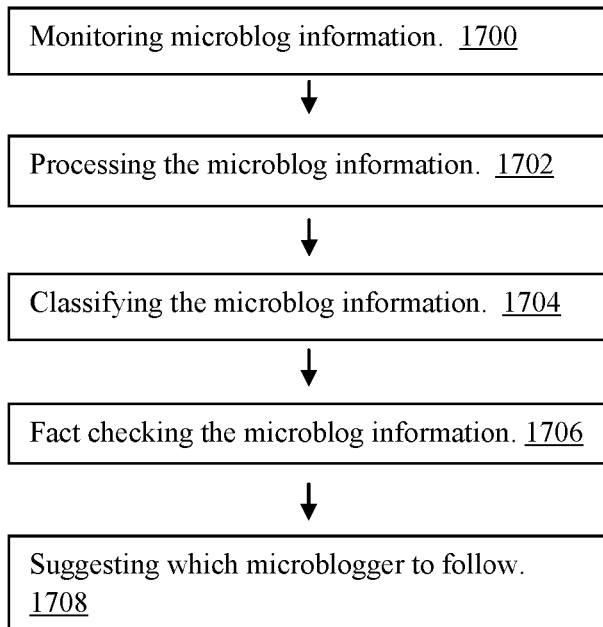 Monitoring microblog information. 1700
Processing the microblog information. 1702
Classifying the microblog information. 1704
Fact checking the microblog information. 1706
Suggesting which microblogger to follow.
1708